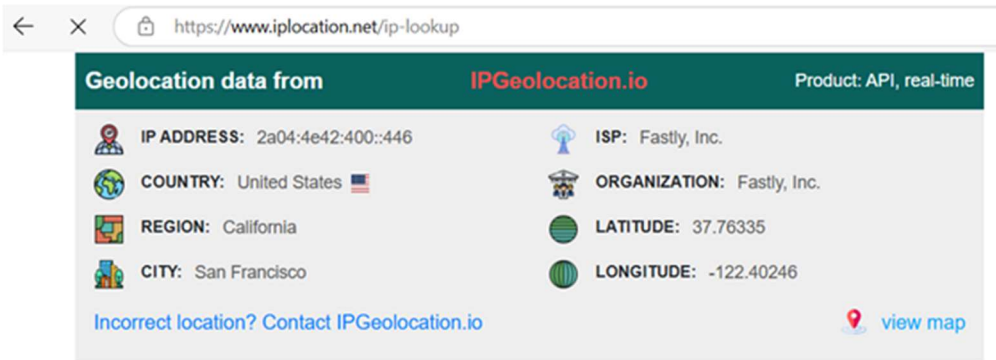 https://www.iplocation.net/ip-lookup
Geolocation data from IPGeolocation.io Product: API, real-time
IP ADDRESS: 2a04:4e42:400::446 ISP: Fastly, Inc.
COUNTRY: United States ORGANIZATION: Fastly, Inc.
REGION: California LATITUDE: 37.76335
CITY: San Francisco LONGITUDE: -122.40246
Incorrect location? Contact IPGeolocation.io view map